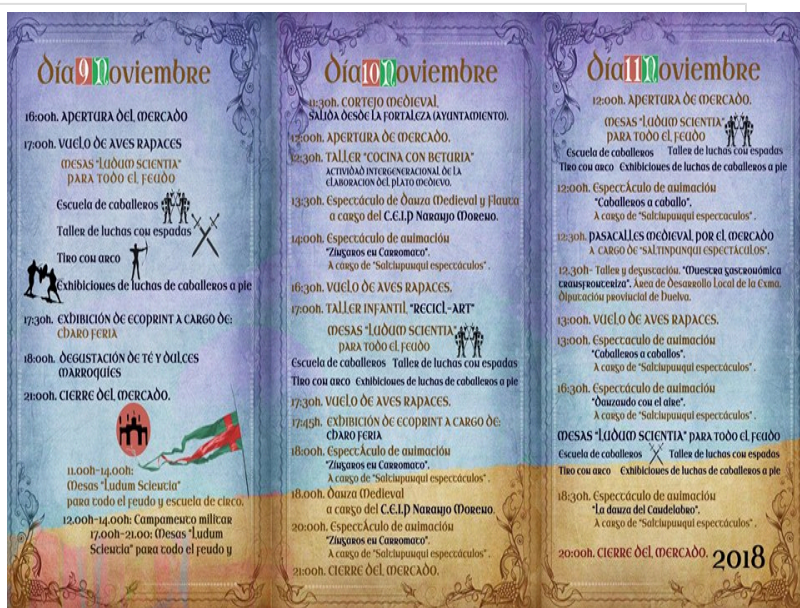 Día 9 Noviembre
16:00h. APERTURA DEL MERCADO
17:00h. VUELO DE AVES RAPACES
MESAS "LUDUM SCIENTIA"
PARA TODO EL FEUDO
Escuela de caballeros
Taller de luchas con espadas
Tiro con arco
Exhibiciones de luchas de caballeros a pie
17:30h. EXHIBICIÓN DE ECOPRINT A CARGO DE:
CHARO FERIA
18:00h. DEGUSTACIÓN DE TÉ Y DULCES
MARROQUÍES
21:00h. CIERRE DEL MERCADO.
11.00h-14,00h:
Mesas "Ludum Scientia"
para todo el feudo y escuela de circo.
12.00h-14.00h: Campamento militar
17.00h-21.00: Mesas "Ludum
Scientia" para todo el feudo y
Día 10 Noviembre
11:30h. CORTEJO MEDIEVAL.
SALIDA DESDE LA FORTALEZA (AYUNTAMIENTO).
12:00h. APERTURA DE MERCADO.
12:30h. TALLER "COCINA CON BETURIA"
ACTIVIDAD INTERGENERACIONAL DE LA
ELABORACION DEL PLATO MEDIEVO.
13:30h. Espectáculo de Danza Medieval y Flauta
a cargo del C.E.I.P Naranjo Moreno.
14:00h. Espectáculo de animación
"Zíngaros en Carromato".
A cargo de "Saltinpunqui espectáculos" .
16:30h. VUELO DE AVES RAPACES.
17:00h. TALLER INFANTIL "RECICL-ART"
MESAS "LUDUM SCIENTIA"
PARA TODO EL FEUDO
Escuela de caballeros Taller de luchas con espadas
Tiro con arco Exhibiciones de luchas de caballeros a pie
17:30h. VUELO DE AVES RAPACES.
17:45h. EXHIBICIÓN DE ECOPRINT A CARGO DE:
CHARO FERIA
18:00h. Espectáculo de animación
"Zíngaros en Carromato".
A cargo de "Saltinpunqui espectáculos" .
18.00h. Danza Medieval
a cargo del C.E.I.P Naranjo Moreno.
20:00h. EspectÁculo de animación
"Zíngaros en Carromato".
A cargo de "Saltinpunqui espectáculos" .
21:00h. CIERRE DEL MERCADO.
Día 11 Noviembre
12:00h. APERTURA DE MERCADO.
MESAS "LUDUM SCIENTIA"
PARA TODO EL FEUDO
Escuela de caballeros Taller de luchas con espadas
Tiro con arco Exhibiciones de luchas de caballeros a pie
12:00h. EspectÁculo de animación
"Caballeros a caballo".
A cargo de "Saltinpunqui espectaculos" .
12:30h. PASACALLES MEDIEVAL POR EL MERCADO
A CARGO DE "SALTINPUNQUI ESPECTÁCULOS".
12,30h- Taller y degustación. "Muestra gastronómica
transfronteriza". Área de Desarrollo Local de la Exma.
Diputación provincial de Huelva.
13:00h. VUELO DE AVES RAPACES.
13:00h. Espectáculo de animación
"Caballeros a caballos".
A cargo de "Saltinpunqui espectáculos" .
16:30h. Espectáculo de animación
"Danzando con el aire".
A cargo de "Saltinpunqui espectáculos" .
MESAS "LUDUM SCIENTIA" PARA TODO EL FEUDO
Escuela de caballeros Taller de luchas con espadas
Tiro con arco Exhibiciones de luchas de caballeros a pie
18:30h. Espectáculo de animación
"La danza del Candelabro".
A cargo de "Saltinpunqui espectáculos" .
20:00h. CIERRE DEL MERCADO.
2018